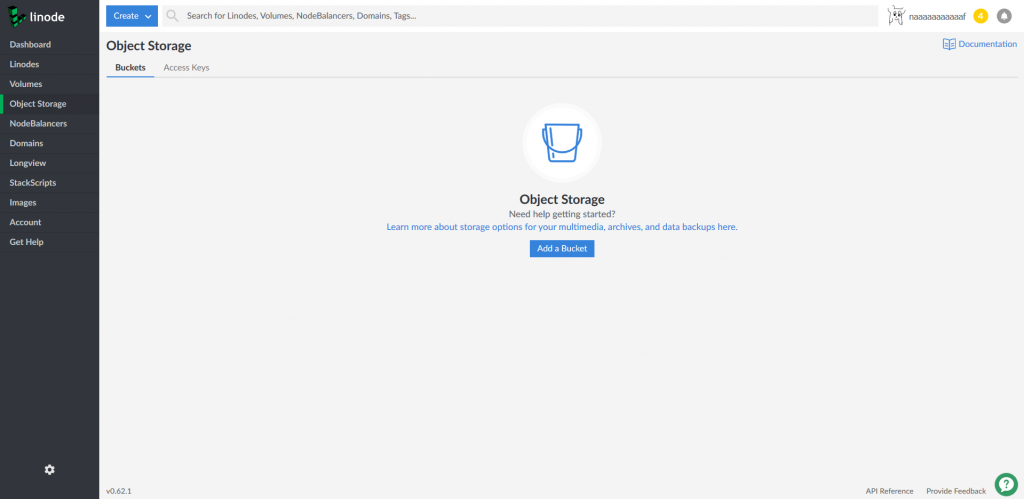 linode
Create
Search for Linodes, Volumes, NodeBalancers, Domains, Tags...
naaaaaaaaaaaf
4
Dashboard
Linodes
Volumes
Object Storage
NodeBalancers
Domains
Longview
StackScripts
Images
Account
Get Help
Object Storage
Documentation
Buckets
Access Keys
Object Storage
Need help getting started?
Learn more about storage options for your multimedia, archives, and data backups here.
Add a Bucket
v0.62.1
API Reference
Provide Feedback
?